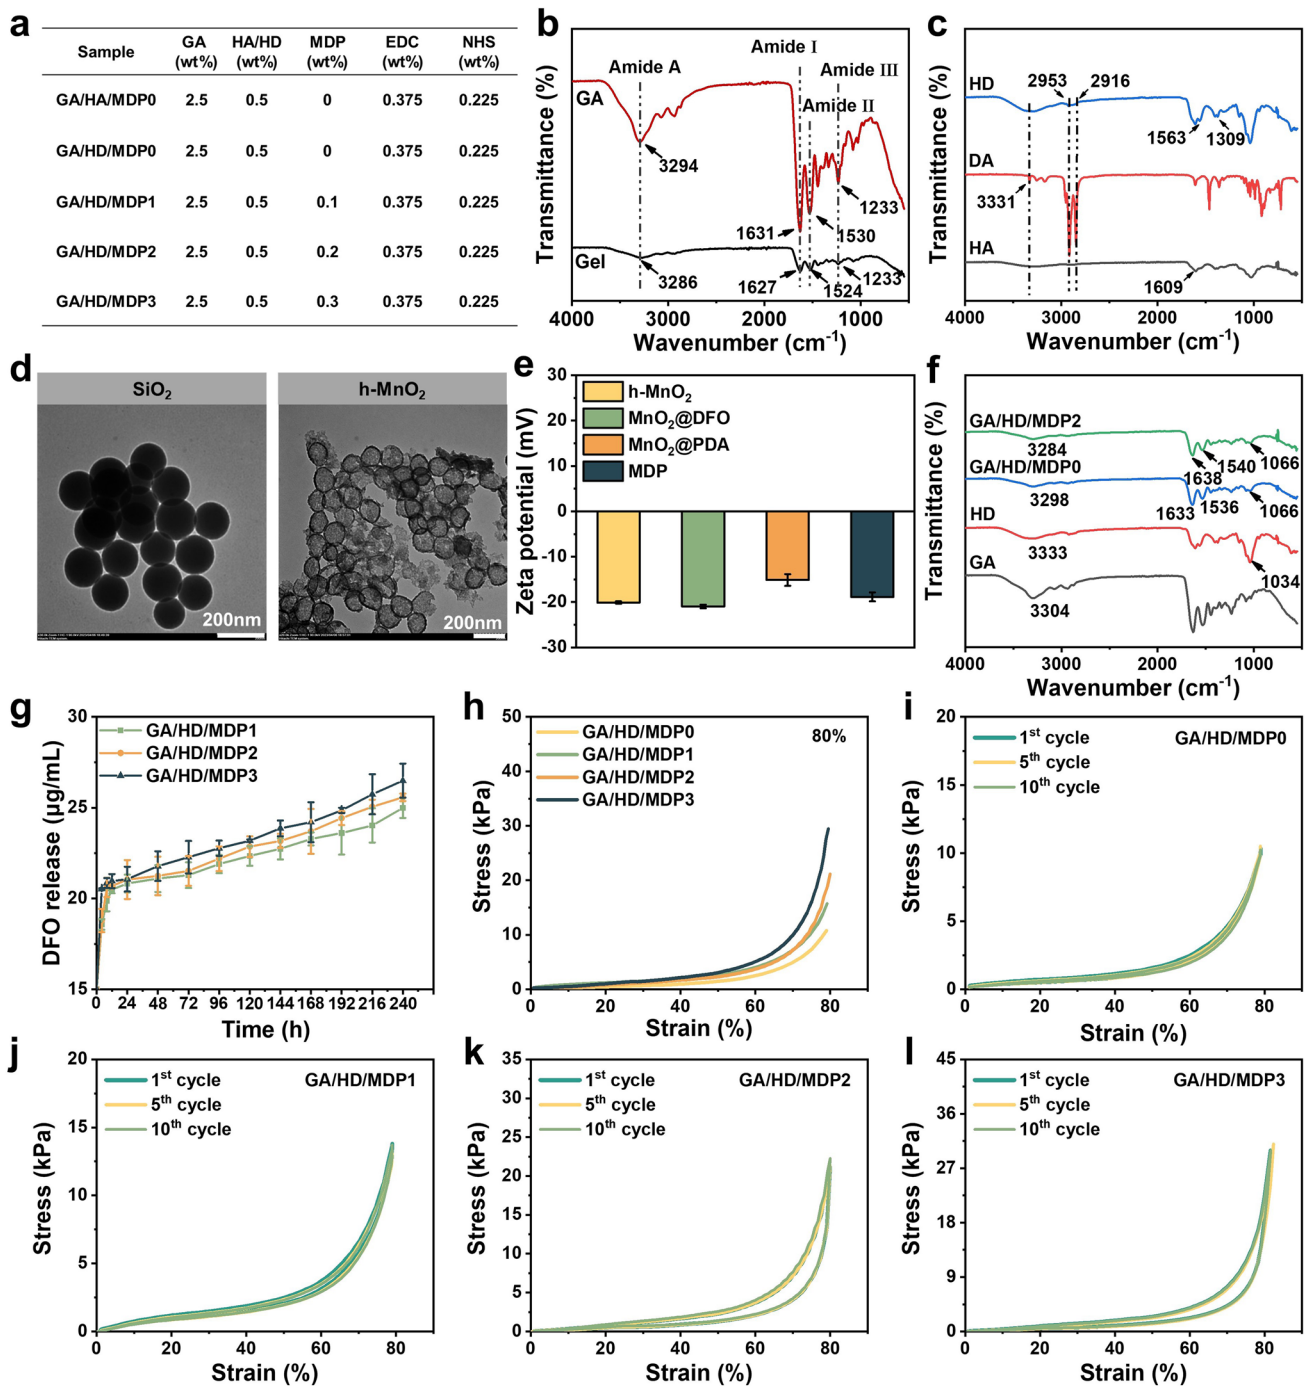 a
Sample GA HA/HD MDP EDC NHS
(wt%) (wt%) (wt%) (wt%) (wt%)
GA/HA/MDP0 2.5 0.5 0 0.375 0.225
GA/HD/MDP0 2.5 0.5 0 0.375 0.225
GA/HD/MDP1 2.5 0.5 0.1 0.375 0.225
GA/HD/MDP2 2.5 0.5 0.2 0.375 0.225
GA/HD/MDP3 2.5 0.5 0.3 0.375 0.225
b
Transmittance (%)
Amide I
Amide A
Amide III
Amide II
GA
3294
1233
1631
1530
Gel
3286
1627
1524
1233
4000 3000 2000 1000
Wavenumber (cm⁻¹)
c
Transmittance (%)
HD
2953
2916
1563
1309
DA
3331
HA
1609
4000 3000 2000 1000
Wavenumber (cm⁻¹)
d
SiO₂
h-MnO₂
200nm
200nm
e
Zeta potential (mV)
30
20
10
0
-10
-20
-30
h-MnO₂
MnO₂@DFO
MnO₂@PDA
MDP
f
Transmittance (%)
GA/HD/MDP2
3284
1638
1540
1066
GA/HD/MDP0
3298
1633
1536
1066
HD
3333
1034
GA
3304
4000 3000 2000 1000
Wavenumber (cm⁻¹)
g
DFO release (μg/mL)
30
25
20
15
GA/HD/MDP1
GA/HD/MDP2
GA/HD/MDP3
0 24 48 72 96 120 144 168 192 216 240
Time (h)
h
Stress (kPa)
50
40
30
20
10
0
GA/HD/MDP0
GA/HD/MDP1
GA/HD/MDP2
GA/HD/MDP3
80%
0 20 40 60 80
Strain (%)
i
Stress (kPa)
20
15
10
5
0
1st cycle
5th cycle
10th cycle
GA/HD/MDP0
0 20 40 60 80
Strain (%)
j
Stress (kPa)
20
15
10
5
0
1st cycle
5th cycle
10th cycle
GA/HD/MDP1
0 20 40 60 80
Strain (%)
k
Stress (kPa)
35
30
25
20
15
10
5
0
1st cycle
5th cycle
10th cycle
GA/HD/MDP2
0 20 40 60 80
Strain (%)
l
Stress (kPa)
45
36
27
18
9
0
1st cycle
5th cycle
10th cycle
GA/HD/MDP3
0 20 40 60 80
Strain (%)